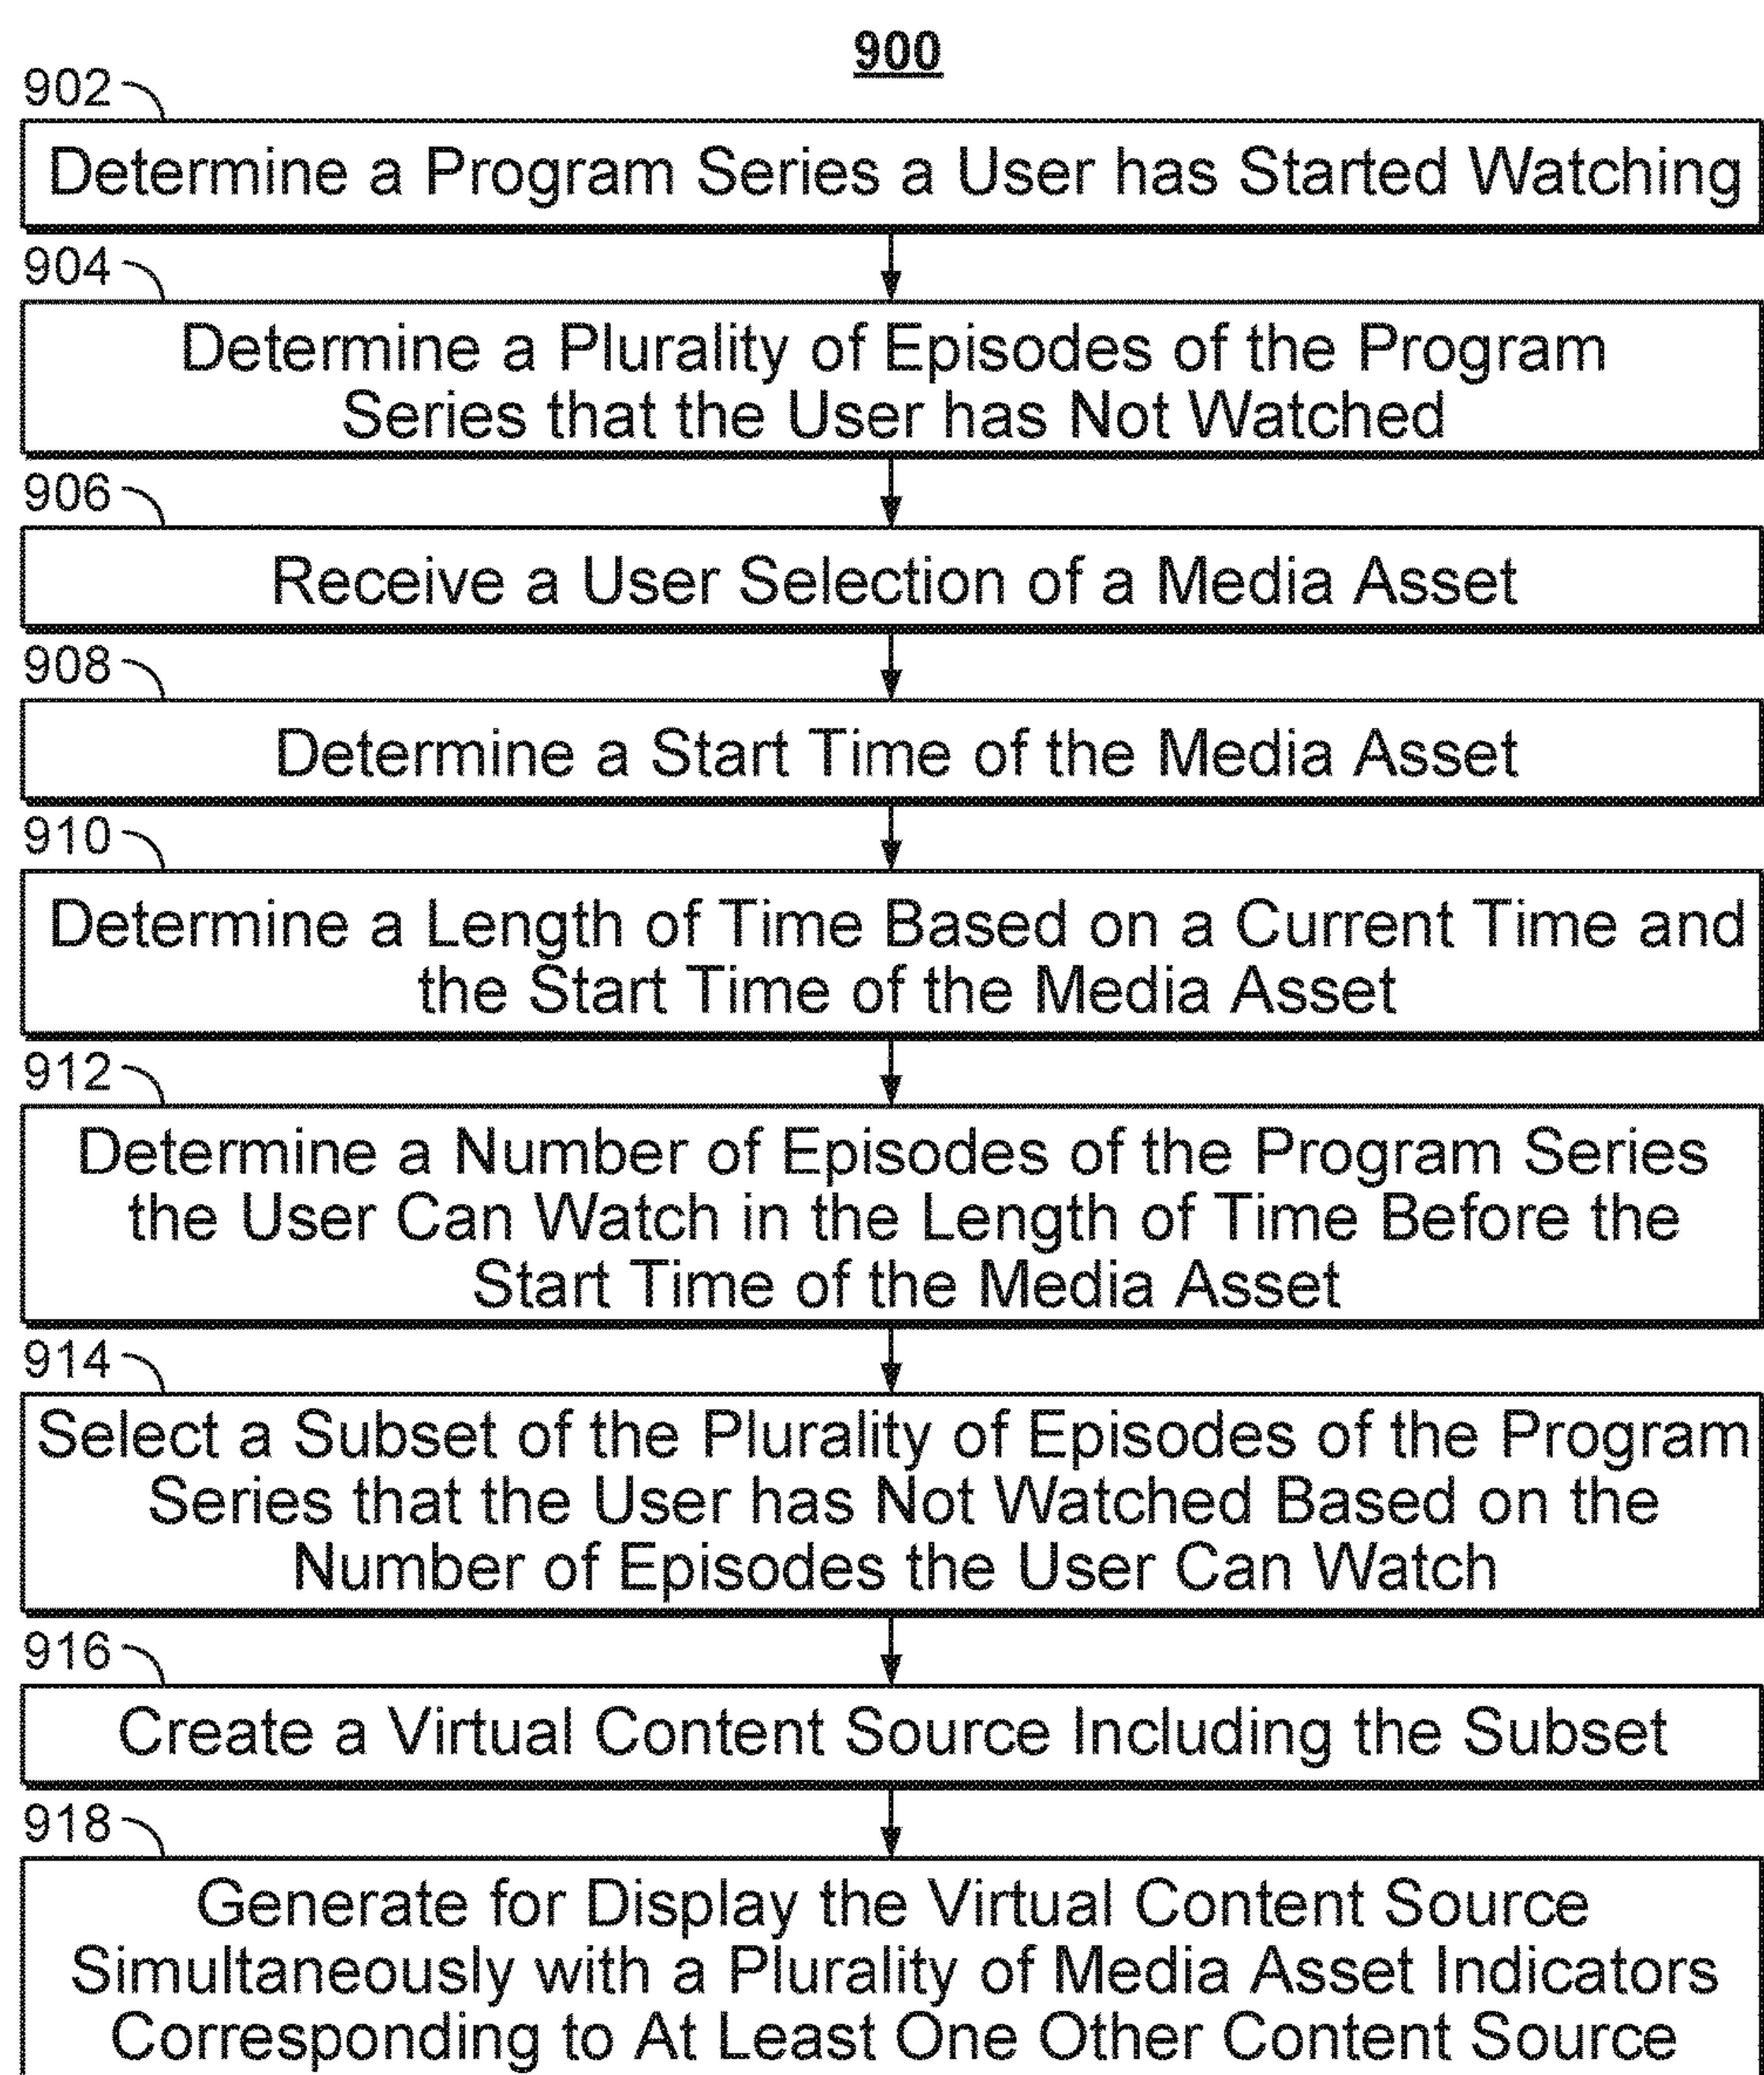 900
902
Determine a Program Series a User has Started Watching
904
Determine a Plurality of Episodes of the Program
Series that the User has Not Watched
906
Receive a User Selection of a Media Asset
908
Determine a Start Time of the Media Asset
910
Determine a Length of Time Based on a Current Time and
the Start Time of the Media Asset
912
Determine a Number of Episodes of the Program Series
the User Can Watch in the Length of Time Before the
Start Time of the Media Asset
914
Select a Subset of the Plurality of Episodes of the Program
Series that the User has Not Watched Based on the
Number of Episodes the User Can Watch
916
Create a Virtual Content Source Including the Subset
918
Generate for Display the Virtual Content Source
Simultaneously with a Plurality of Media Asset Indicators
Corresponding to At Least One Other Content Source